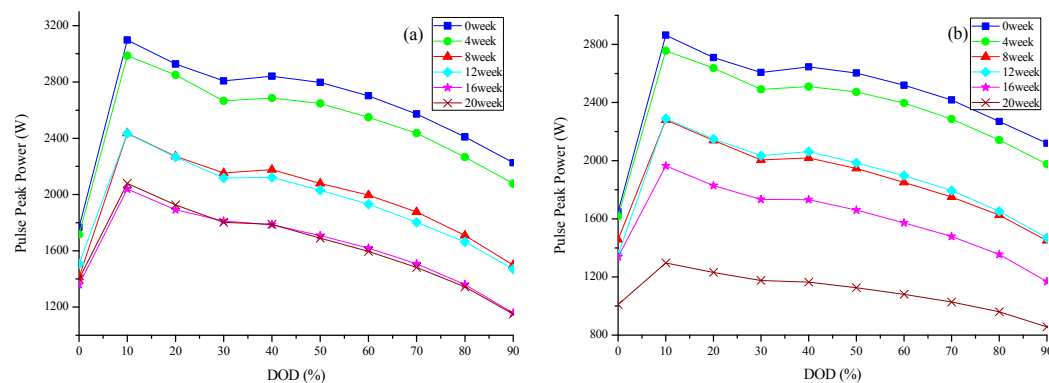 (a)
0week
4week
8week
12week
16week
20week
3200
2800
2400
2000
1600
1200
Pulse Peak Power (W)
0 10 20 30 40 50 60 70 80 90
DOD (%)
(b)
0week
4week
8week
12week
16week
20week
2800
2400
2000
1600
1200
800
Pulse Peak Power (W)
0 10 20 30 40 50 60 70 80 90
DOD (%)